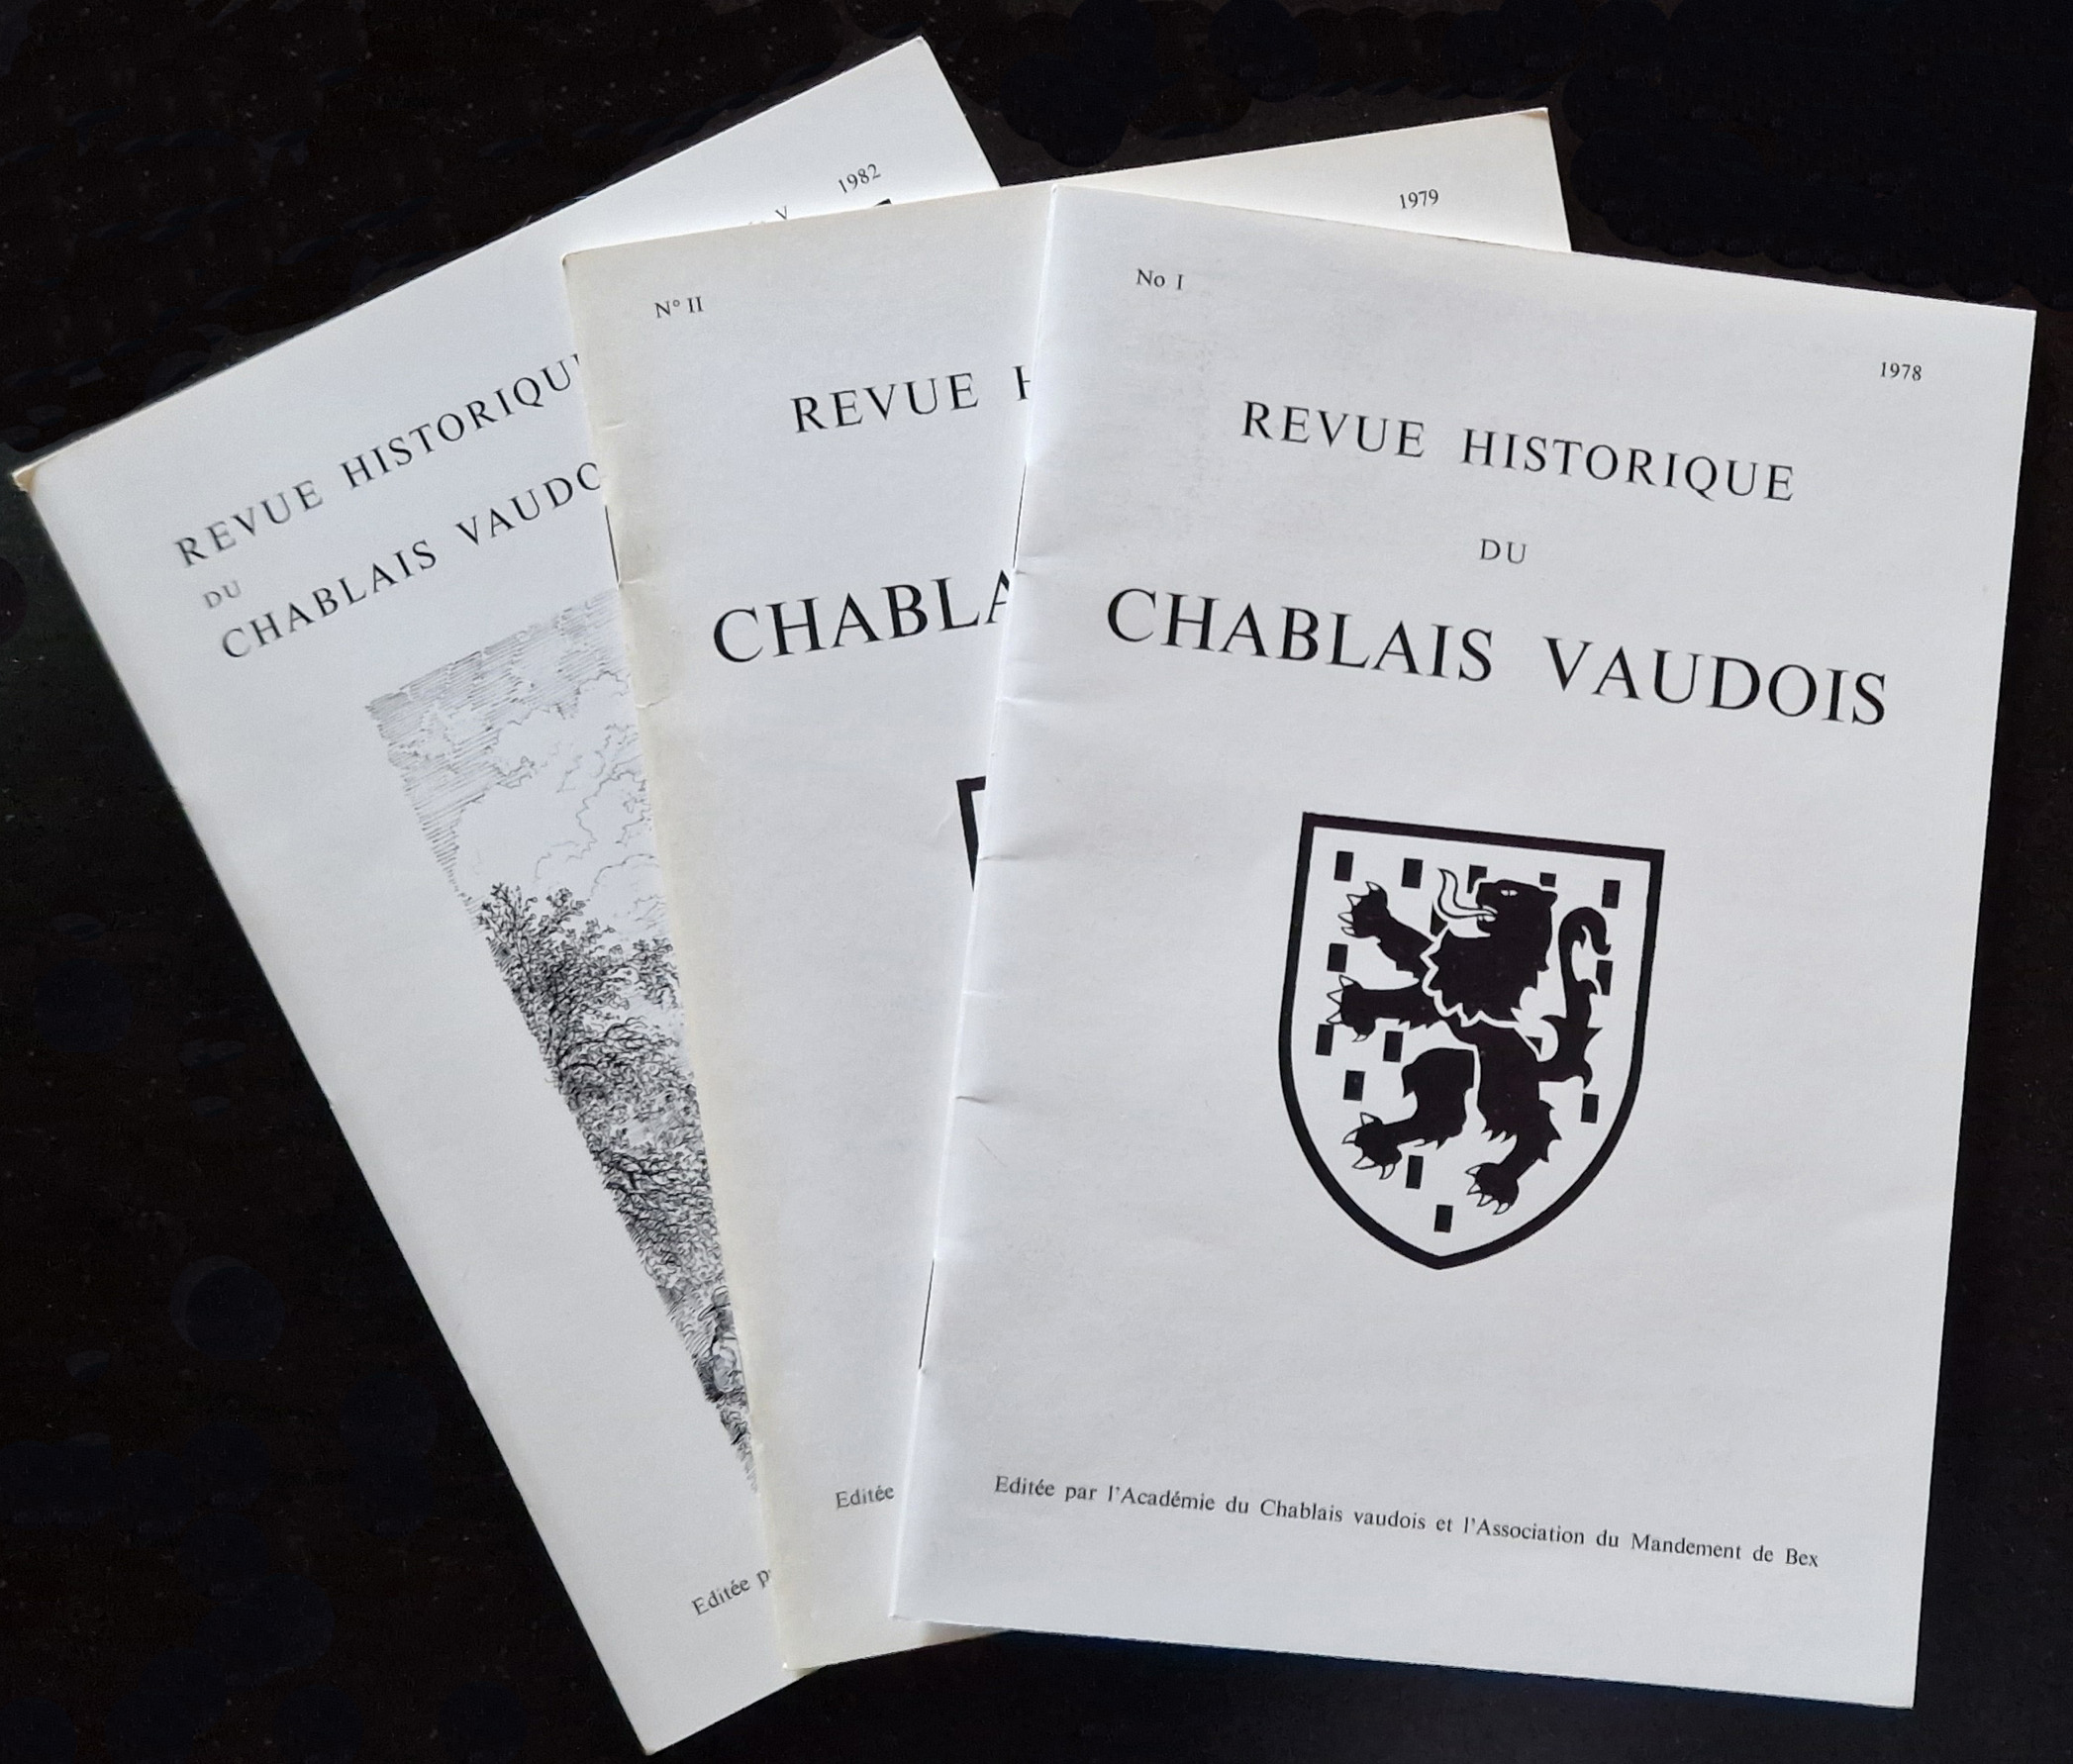 1982
V
REVUE HISTORIQU
DU
CHABLAIS VAUDO
Editée p
N° II
1979
REVUE H
CHABLA
Editée
No I
1978
REVUE HISTORIQUE
DU
CHABLAIS VAUDOIS
Editée par l'Académie du Chablais vaudois et l'Association du Mandement de Bex